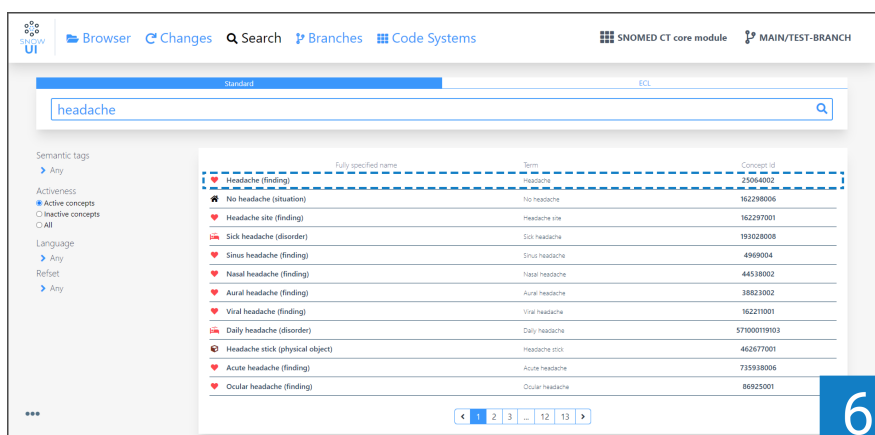 SNOW
UI
Browser
Changes
Search
Branches
Code Systems
SNOMED CT core module
MAIN/TEST-BRANCH
Standard
ECL
headache
Semantic tags
Any
Activeness
Active concepts
Inactive concepts
All
Language
Any
Refset
Any
Fully specified name Term Concept id
Headache (finding) Headache 25064002
No headache (situation) No headache 162298006
Headache site (finding) Headache site 162297001
Sick headache (disorder) Sick headache 193028008
Sinus headache (finding) Sinus headache 4969004
Nasal headache (finding) Nasal headache 44538002
Aural headache (finding) Aural headache 38823002
Viral headache (finding) Viral headache 162211001
Daily headache (disorder) Daily headache 571000119103
Headache stick (physical object) Headache stick 462677001
Acute headache (finding) Acute headache 735938006
Ocular headache (finding) Ocular headache 86925001
1 2 3 ... 12 13
6